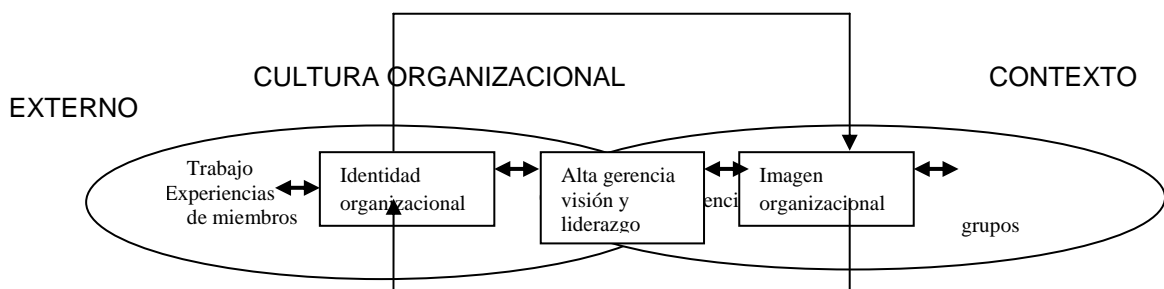 CULTURA ORGANIZACIONAL CONTEXTO
EXTERNO
Trabajo
Experiencias
de miembros
Identidad
organizacional
Alta gerencia
visión y
liderazgo
Imagen
organizacional
grupos